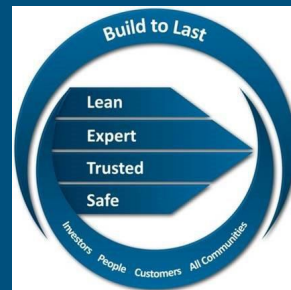 Build to Last
Lean
Expert
Trusted
Safe
Investors People Customers All Communities